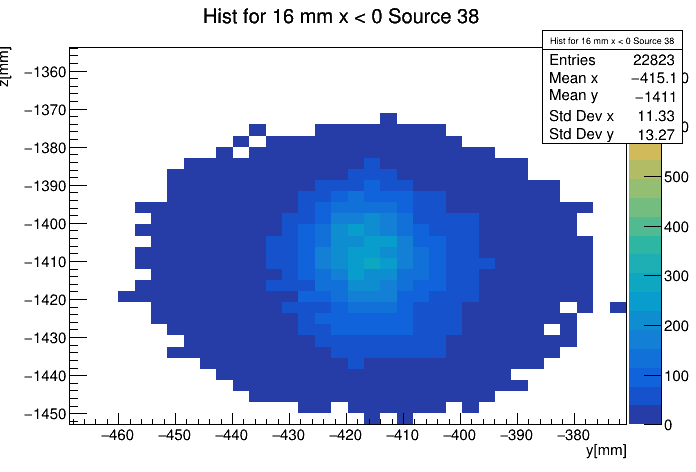 Hist for 16 mm x < 0 Source 38
Hist for 16 mm x < 0 Source 38
Entries 22823
Mean x −415.1
Mean y −1411
Std Dev x 11.33
Std Dev y 13.27
z[mm]
−1360
−1370
−1380
−1390
−1400
−1410
−1420
−1430
−1440
−1450
−460 −450 −440 −430 −420 −410 −400 −390 −380
y[mm]
500
400
300
200
100
0